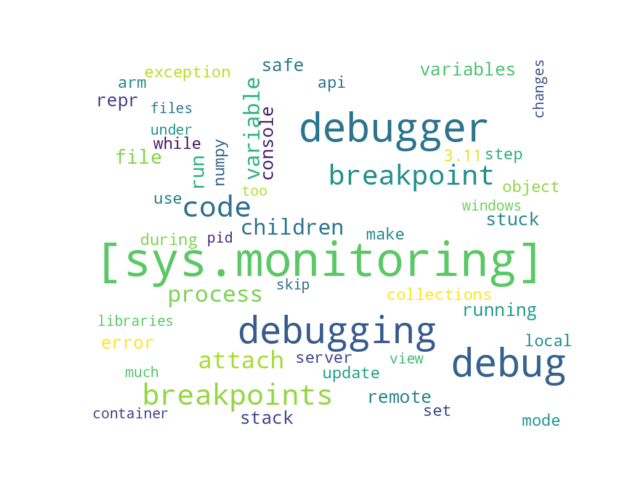 safe
variables
exception
arm
api
changes
repr
variable
console
files
debugger
under
while
numpy
file
run
3.11
step
breakpoint
too
object
use
code
windows
stuck
children
make
during
pid
[sys.monitoring]
skip
process
collections
running
libraries
debugging
error
local
attach
server
view
debug
much
update
breakpoints
remote
container
stack
set
mode